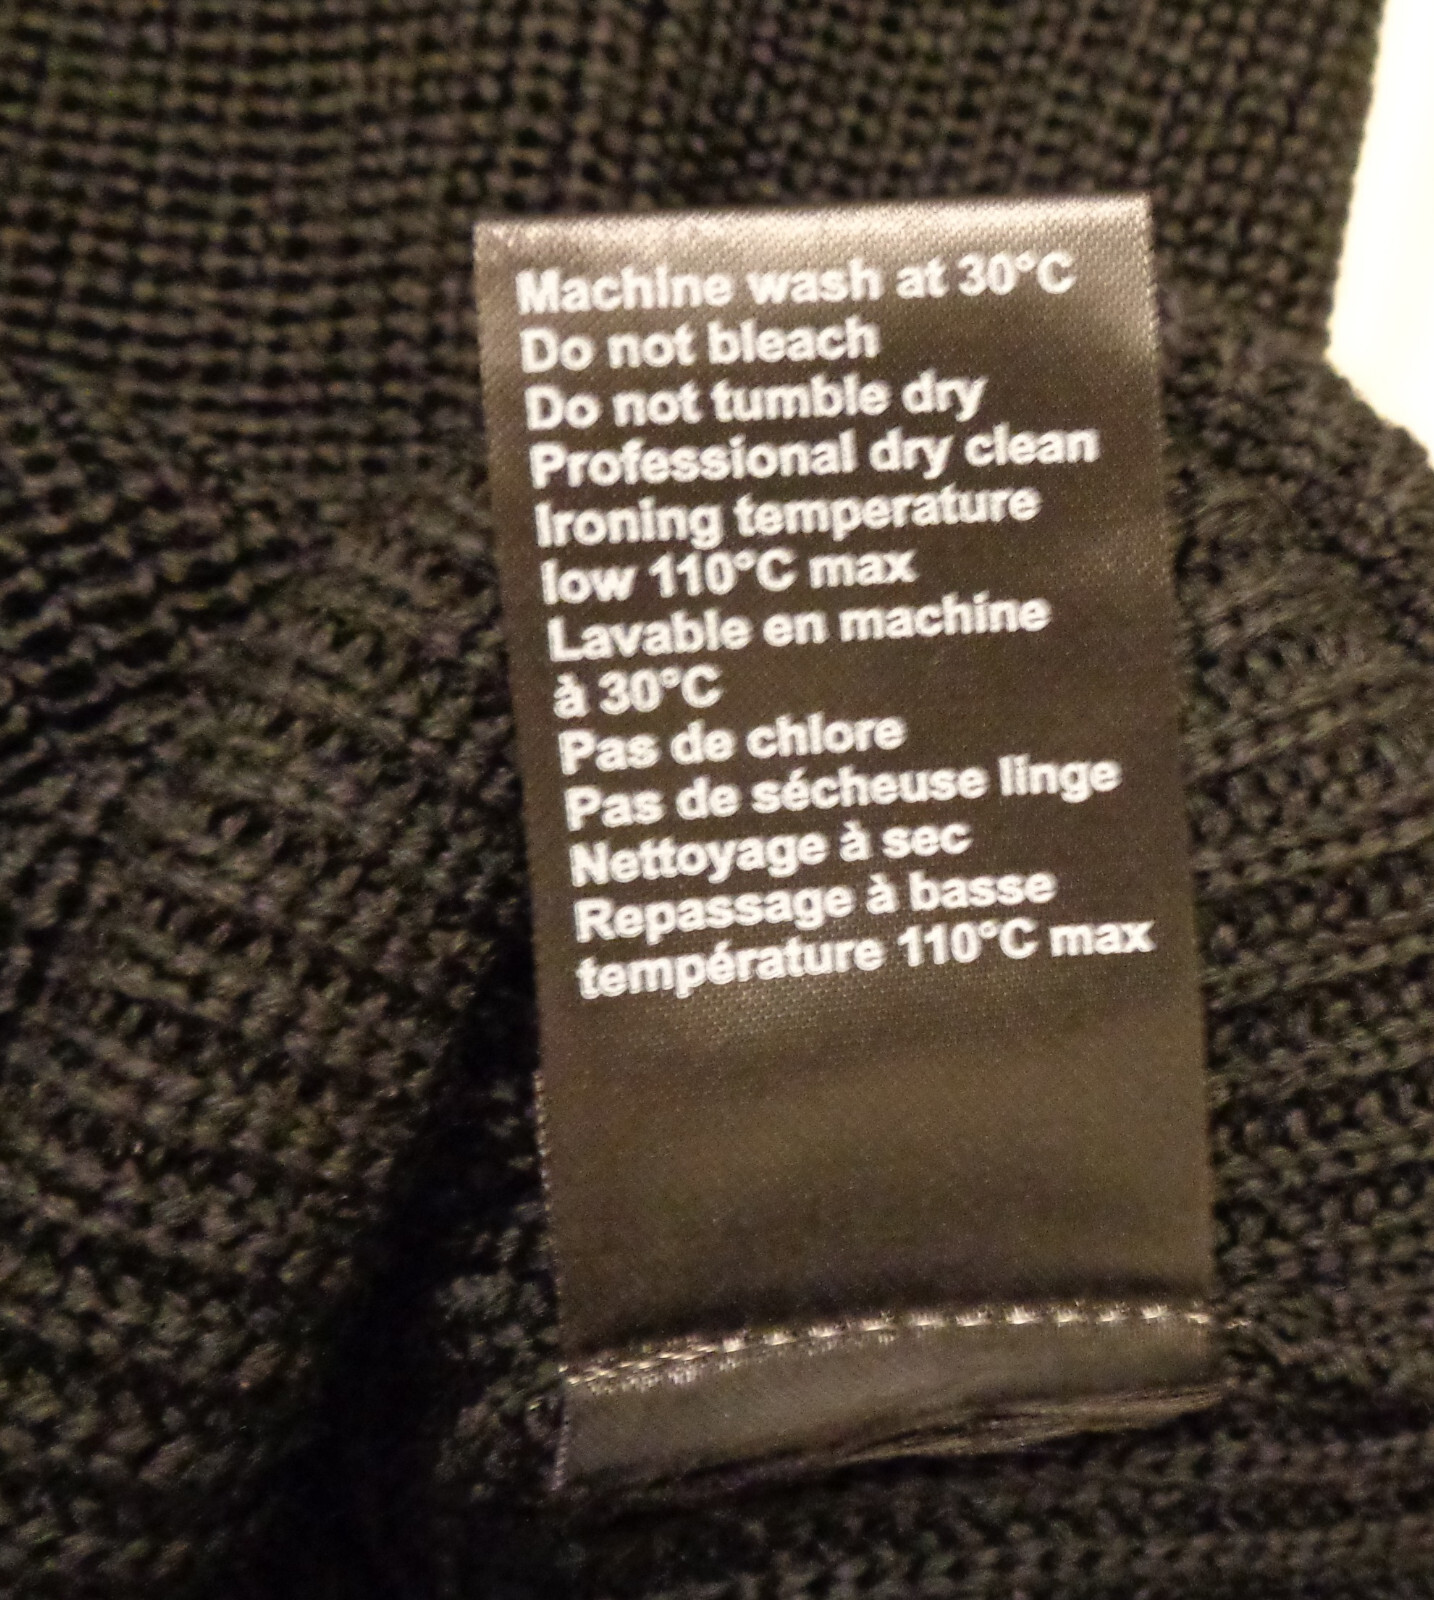 Machine wash at 30°C
Do not bleach
Do not tumble dry
Professional dry clean
Ironing temperature
low 110°C max
Lavable en machine
à 30°C
Pas de chlore
Pas de sécheuse linge
Nettoyage à sec
Repassage à basse
température 110°C max